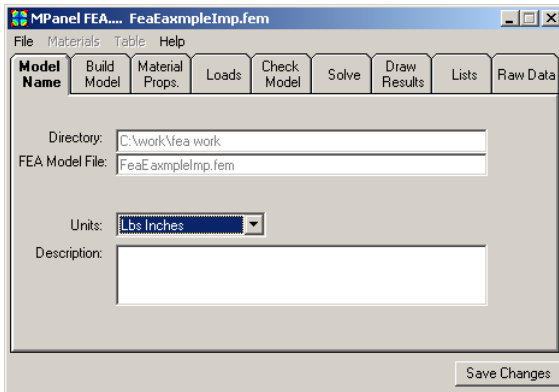 MPanel FEA.... FeaEaxmpleImp.fem
File Materials Table Help
Model Name
Build Model
Material Props.
Loads
Check Model
Solve
Draw Results
Lists
Raw Data
Directory: C:\work\fea work
FEA Model File: FeaEaxmpleImp.fem
Units: Lbs Inches
Description:
Save Changes